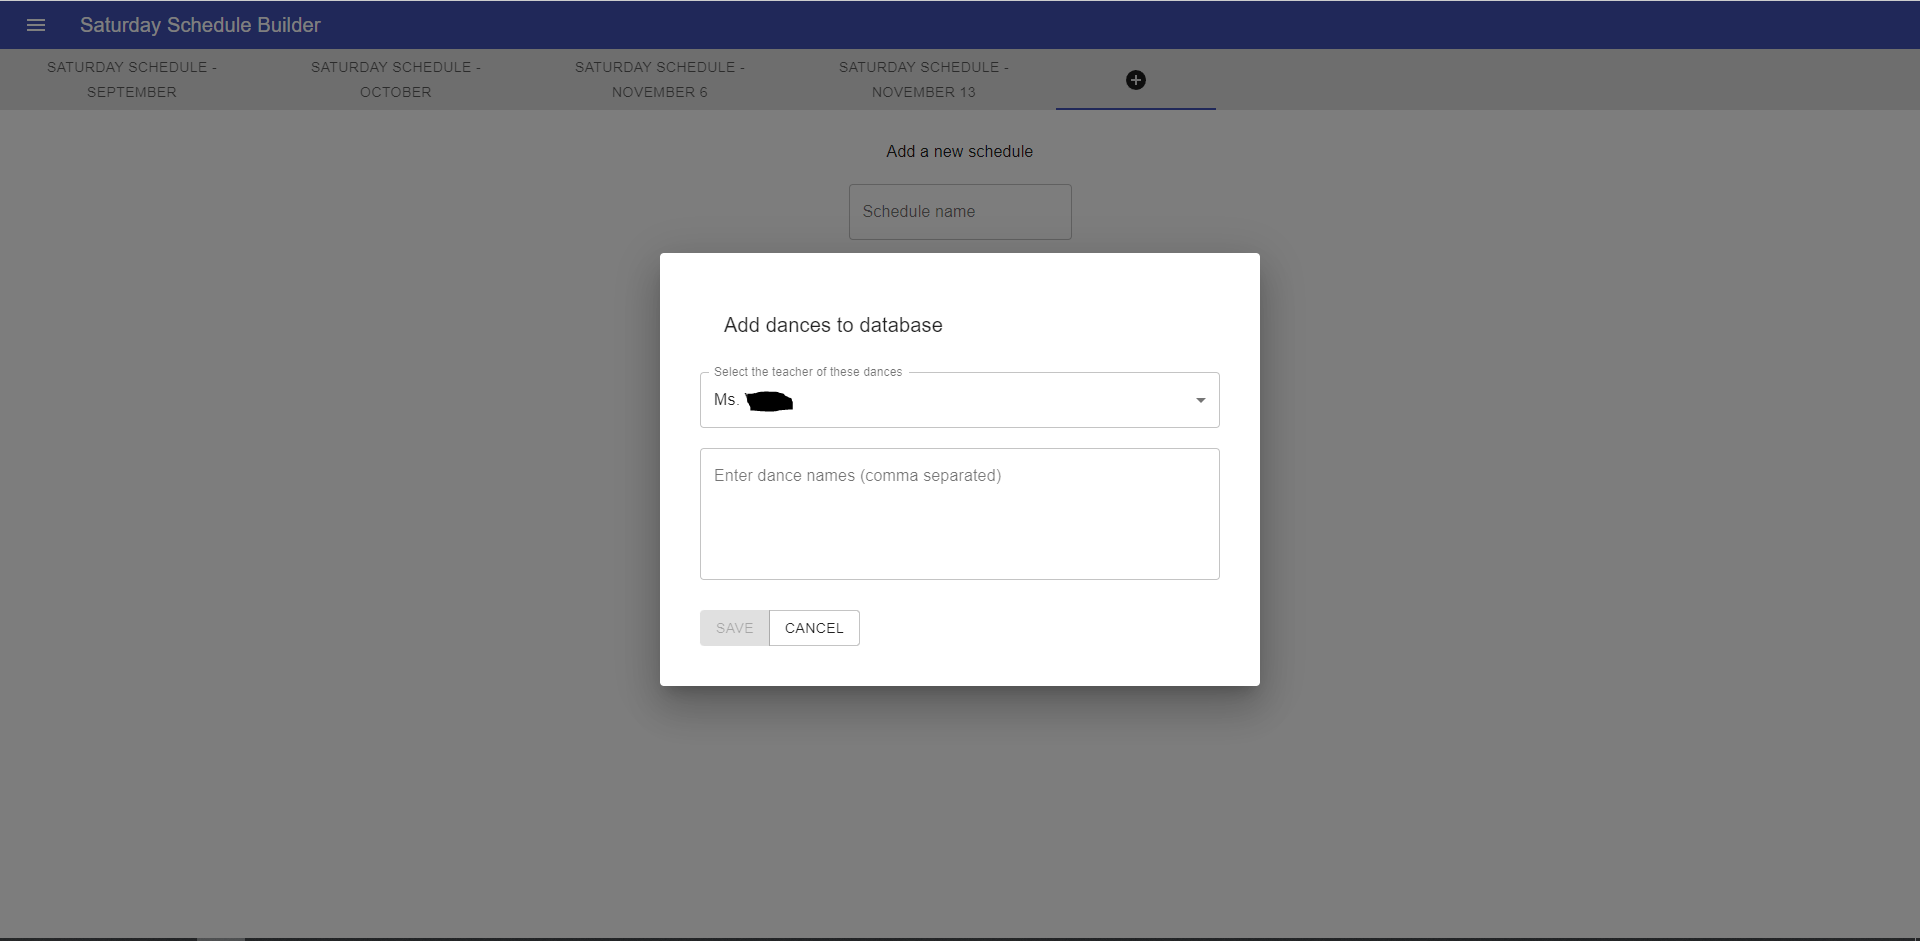 Saturday Schedule Builder
SATURDAY SCHEDULE -
SEPTEMBER
SATURDAY SCHEDULE -
OCTOBER
SATURDAY SCHEDULE -
NOVEMBER 6
SATURDAY SCHEDULE -
NOVEMBER 13
Add a new schedule
Schedule name
Add dances to database
Select the teacher of these dances
Ms.
Enter dance names (comma separated)
SAVE
CANCEL